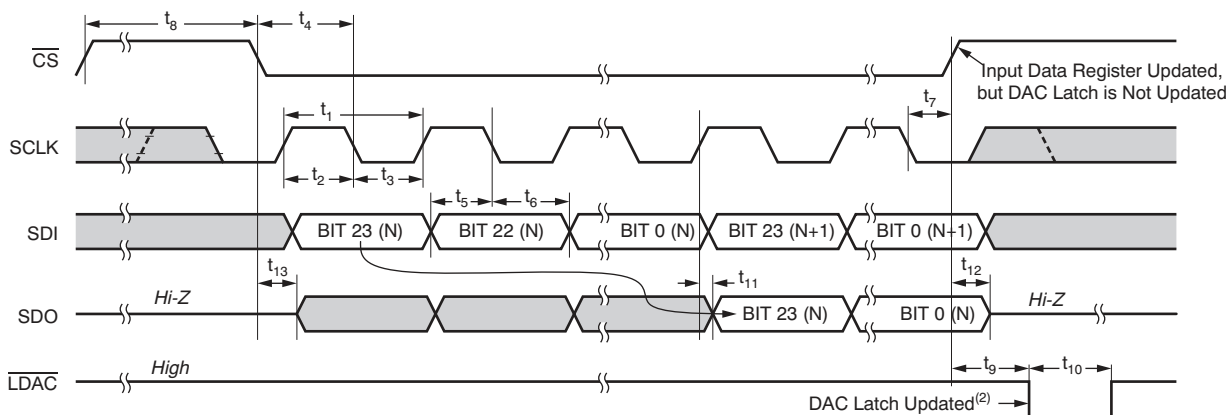 t8 t4
CS
Input Data Register Updated,
but DAC Latch is Not Updated
t7
t1
SCLK
t2 t3
t5 t6
SDI BIT 23 (N) BIT 22 (N) BIT 0 (N) BIT 23 (N+1) BIT 0 (N+1)
t13 t11 t12
Hi-Z Hi-Z
SDO BIT 23 (N) BIT 0 (N)
High t9 t10
LDAC
DAC Latch Updated(2)